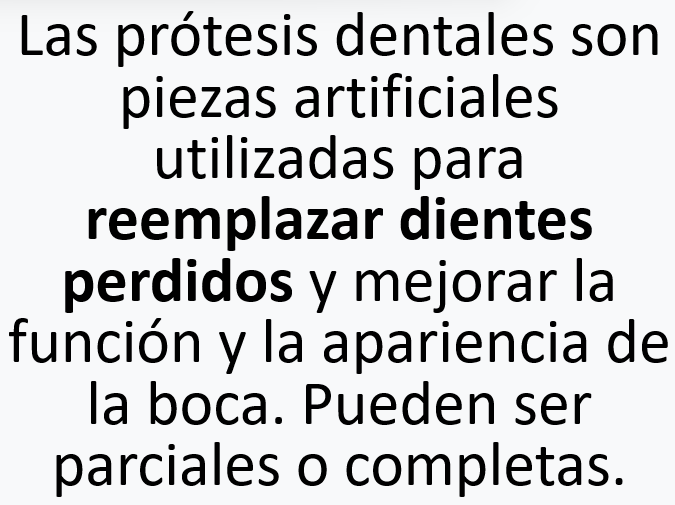 Las prótesis dentales son
piezas artificiales
utilizadas para
reemplazar dientes
perdidos y mejorar la
función y la apariencia de
la boca. Pueden ser
parciales o completas.